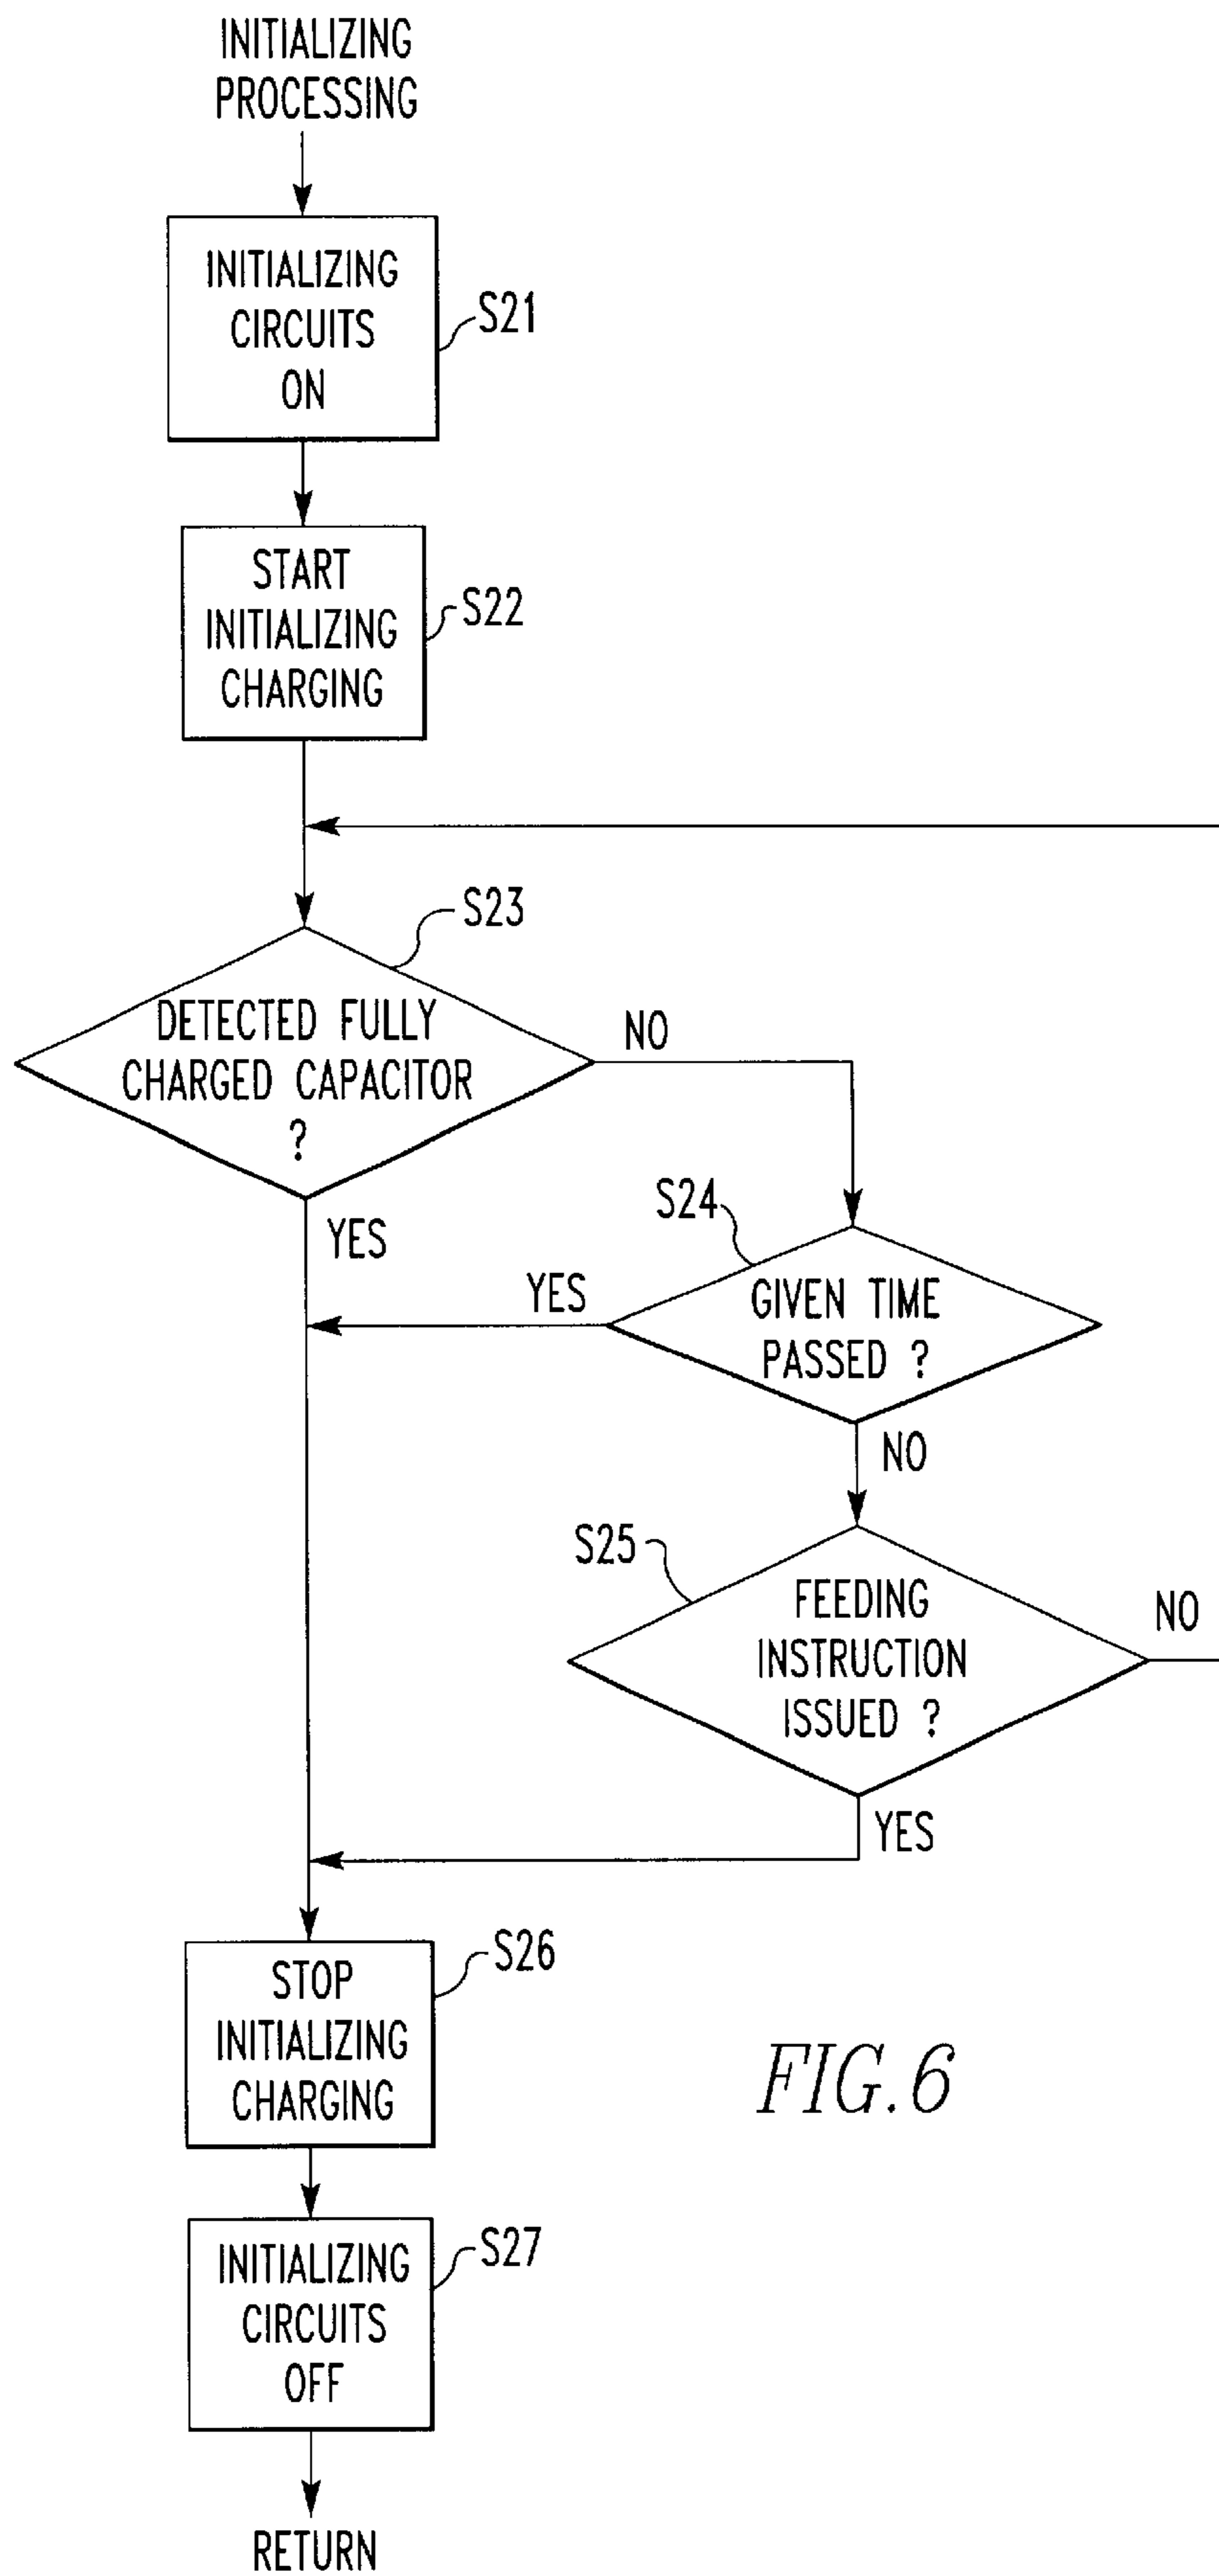 INITIALIZING
PROCESSING
INITIALIZING
CIRCUITS
ON
S21
START
INITIALIZING
CHARGING
S22
S23
DETECTED FULLY
CHARGED CAPACITOR
?
NO
YES
S24
YES
GIVEN TIME
PASSED ?
NO
S25
FEEDING
INSTRUCTION
ISSUED ?
NO
YES
STOP
INITIALIZING
CHARGING
S26
FIG. 6
INITIALIZING
CIRCUITS
OFF
S27
RETURN